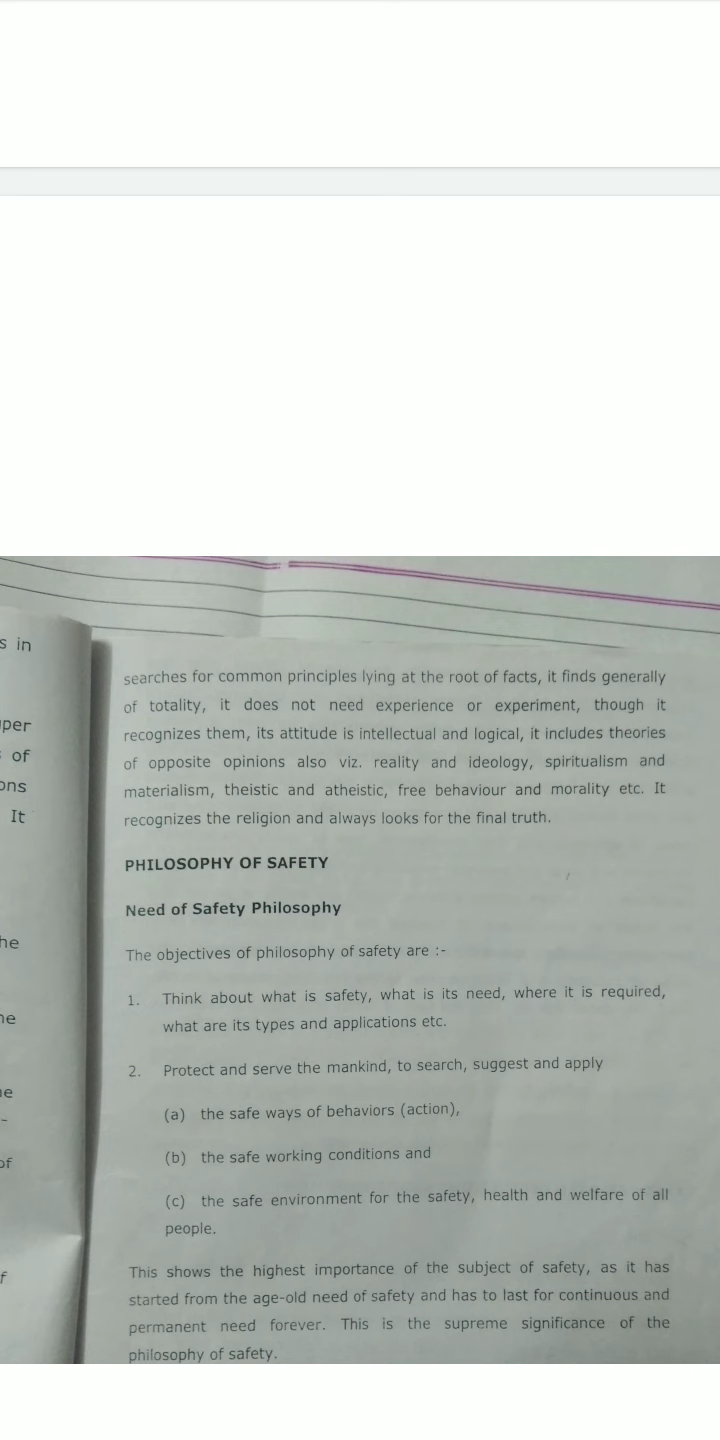 s in
per
of
ons
It
he
ne
of
searches for common principles lying at the root of facts, it finds generally
of totality, it does not need experience or experiment, though it
recognizes them, its attitude is intellectual and logical, it includes theories
of opposite opinions also viz. reality and ideology, spiritualism and
materialism, theistic and atheistic, free behaviour and morality etc. It
recognizes the religion and always looks for the final truth.
PHILOSOPHY OF SAFETY
Need of Safety Philosophy
The objectives of philosophy of safety are :-
1. Think about what is safety, what is its need, where it is required,
what are its types and applications etc.
2. Protect and serve the mankind, to search, suggest and apply
(a) the safe ways of behaviors (action),
(b) the safe working conditions and
(c) the safe environment for the safety, health and welfare of all
people.
This shows the highest importance of the subject of safety, as it has
started from the age-old need of safety and has to last for continuous and
permanent need forever. This is the supreme significance of the
philosophy of safety.